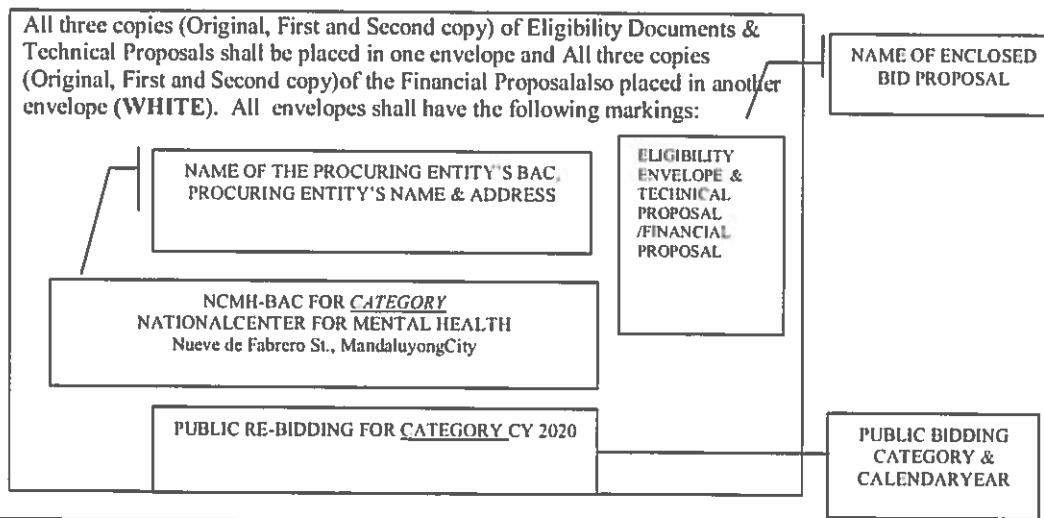 All three copies (Original, First and Second copy) of Eligibility Documents &
Technical Proposals shall be placed in one envelope and All three copies
(Original, First and Second copy)of the Financial Proposalalso placed in another
envelope (WHITE). All envelopes shall have the following markings:
NAME OF ENCLOSED
BID PROPOSAL
NAME OF THE PROCURING ENTITY'S BAC,
PROCURING ENTITY'S NAME & ADDRESS
ELIGIBILITY
ENVELOPE &
TECHNICAL
PROPOSAL
/FINANCIAL
PROPOSAL
NCMH-BAC FOR CATEGORY
NATIONALCENTER FOR MENTAL HEALTH
Nueve de Fabrero St., MandaluyongCity
PUBLIC RE-BIDDING FOR CATEGORY CY 2020
PUBLIC BIDDING
CATEGORY &
CALENDARYEAR